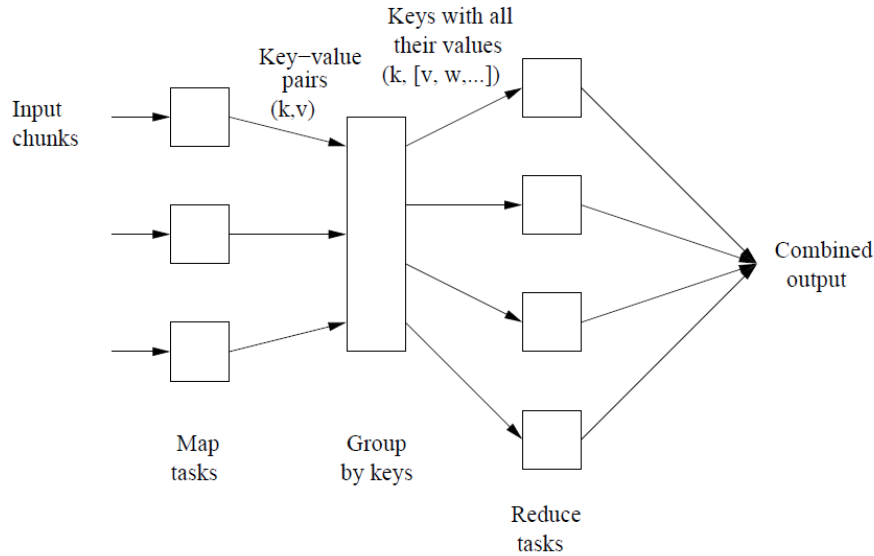 Input
chunks
Key−value
pairs
(k,v)
Keys with all
their values
(k, [v, w,...])
Combined
output
Map
tasks
Group
by keys
Reduce
tasks